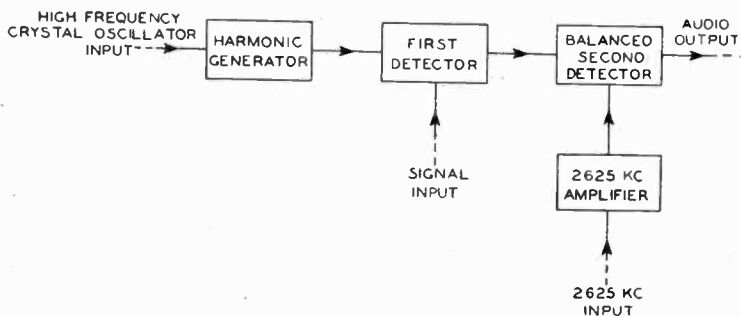 HIGH FREQUENCY
CRYSTAL OSCILLATOR
INPUT
HARMONIC
GENERATOR
FIRST
DETECTOR
BALANCED
SECOND
DETECTOR
AUDIO
OUTPUT
SIGNAL
INPUT
2625 KC
AMPLIFIER
2625 KC
INPUT